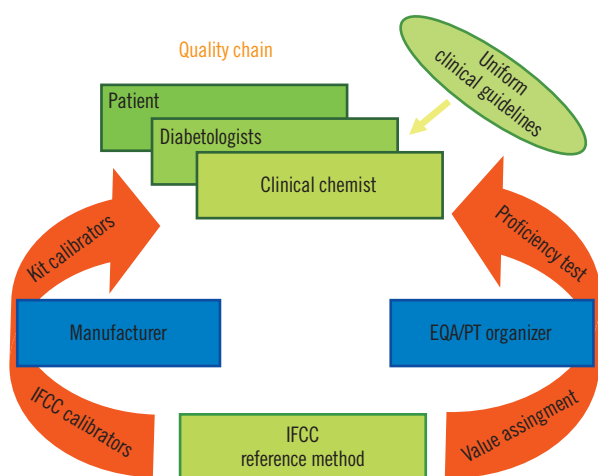 Quality chain
Uniform
clinical guidelines
Patient
Diabetologists
Clinical chemist
Kit calibrators
Proficiency test
Manufacturer
EQA/PT organizer
IFCC calibrators
Value assingment
IFCC
reference method